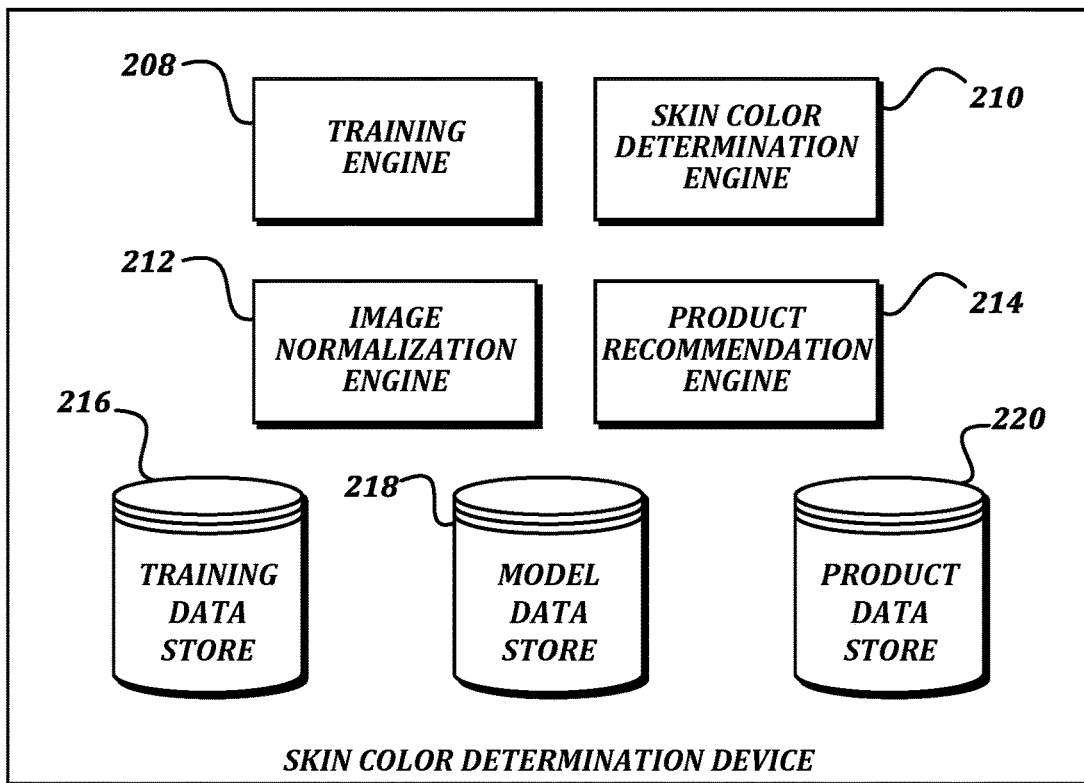 208
TRAINING
ENGINE
SKIN COLOR
DETERMINATION
ENGINE
210
212
IMAGE
NORMALIZATION
ENGINE
PRODUCT
RECOMMENDATION
ENGINE
214
216
TRAINING
DATA
STORE
218
MODEL
DATA
STORE
220
PRODUCT
DATA
STORE
SKIN COLOR DETERMINATION DEVICE